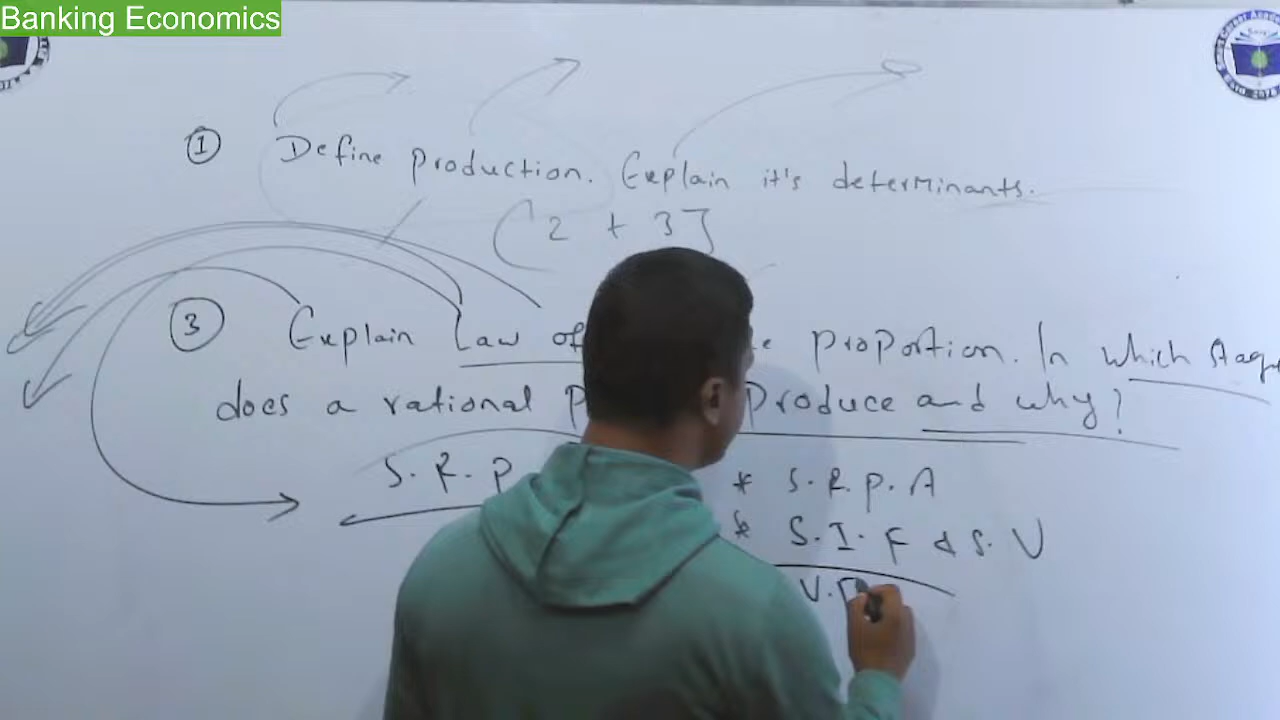 Banking Economics
① Define production. Explain it's determinants.
[2 + 3]
③ Explain law of proportion. In which
does a rational produce and why?
S. R. P
* S. R. P. A
* S. I. F & S. V
V.